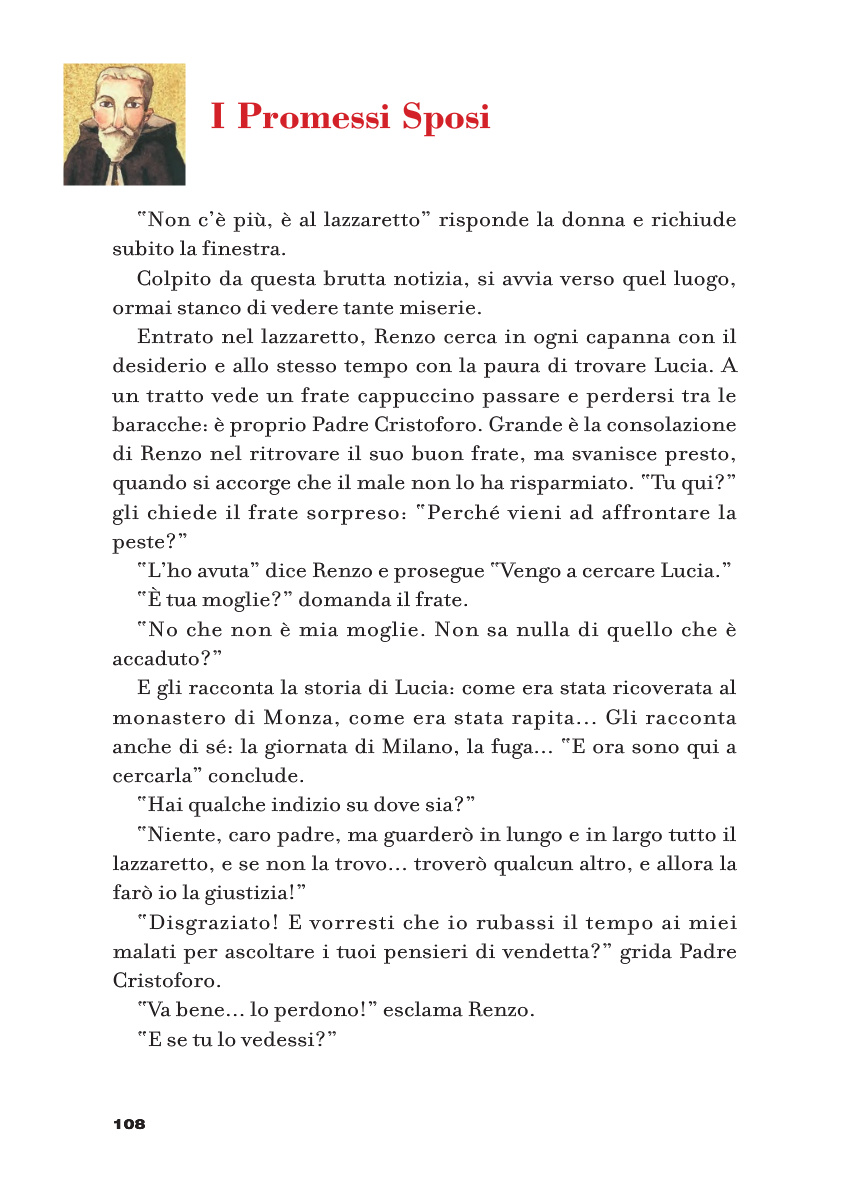 I Promessi Sposi
“Non c’è più, è al lazzaretto” risponde la donna e richiude
subito la finestra.
Colpito da questa brutta notizia, si avvia verso quel luogo,
ormai stanco di vedere tante miserie.
Entrato nel lazzaretto, Renzo cerca in ogni capanna con il
desiderio e allo stesso tempo con la paura di trovare Lucia. A
un tratto vede un frate cappuccino passare e perdersi tra le
baracche: è proprio Padre Cristoforo. Grande è la consolazione
di Renzo nel ritrovare il suo buon frate, ma svanisce presto,
quando si accorge che il male non lo ha risparmiato. “Tu qui?”
gli chiede il frate sorpreso: “Perché vieni ad affrontare la
peste?”
“L’ho avuta” dice Renzo e prosegue “Vengo a cercare Lucia.”
“È tua moglie?” domanda il frate.
“No che non è mia moglie. Non sa nulla di quello che è
accaduto?”
E gli racconta la storia di Lucia: come era stata ricoverata al
monastero di Monza, come era stata rapita... Gli racconta
anche di sé: la giornata di Milano, la fuga... “E ora sono qui a
cercarla” conclude.
“Hai qualche indizio su dove sia?”
“Niente, caro padre, ma guarderò in lungo e in largo tutto il
lazzaretto, e se non la trovo... troverò qualcun altro, e allora la
farò io la giustizia!”
“Disgraziato! E vorresti che io rubassi il tempo ai miei
malati per ascoltare i tuoi pensieri di vendetta?” grida Padre
Cristoforo.
“Va bene... lo perdono!” esclama Renzo.
“E se tu lo vedessi?”
108